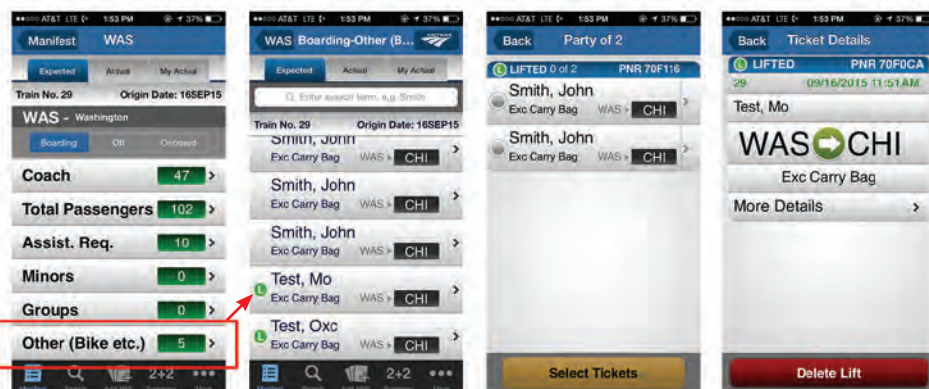 ●●○○○ AT&T LTE 1:53 PM 37%
Manifest WAS
Expected Actual My Actual
Train No. 29 Origin Date: 16SEP15
WAS - Washington
Boarding Off Onboard
Coach 47 >
Total Passengers 102 >
Assist. Req. 10 >
Minors 0 >
Groups 0 >
Other (Bike etc.) 5 >
Manifest Search 2+2
●●○○○ AT&T LTE 1:53 PM 37%
WAS Boarding-Other (B...
Expected Actual My Actual
Enter search term, e.g. Smith
Train No. 29 Origin Date: 16SEP15
Smith, John
Exc Carry Bag WAS CHI >
Smith, John
Exc Carry Bag WAS CHI >
Smith, John
Exc Carry Bag WAS CHI >
Test, Mo
L Exc Carry Bag WAS CHI >
Test, Oxc
L Exc Carry Bag WAS CHI >
2+2
●●○○○ AT&T LTE 1:53 PM 37%
Back Party of 2
L LIFTED 0 of 2 PNR 70F116
Smith, John
Exc Carry Bag WAS CHI >
Smith, John
Exc Carry Bag WAS CHI >
Select Tickets
●●○○○ AT&T LTE 1:53 PM 37%
Back Ticket Details
L LIFTED PNR 70F0CA
29 09/16/2015 11:51AM
Test, Mo
WAS CHI
Exc Carry Bag
More Details >
Delete Lift